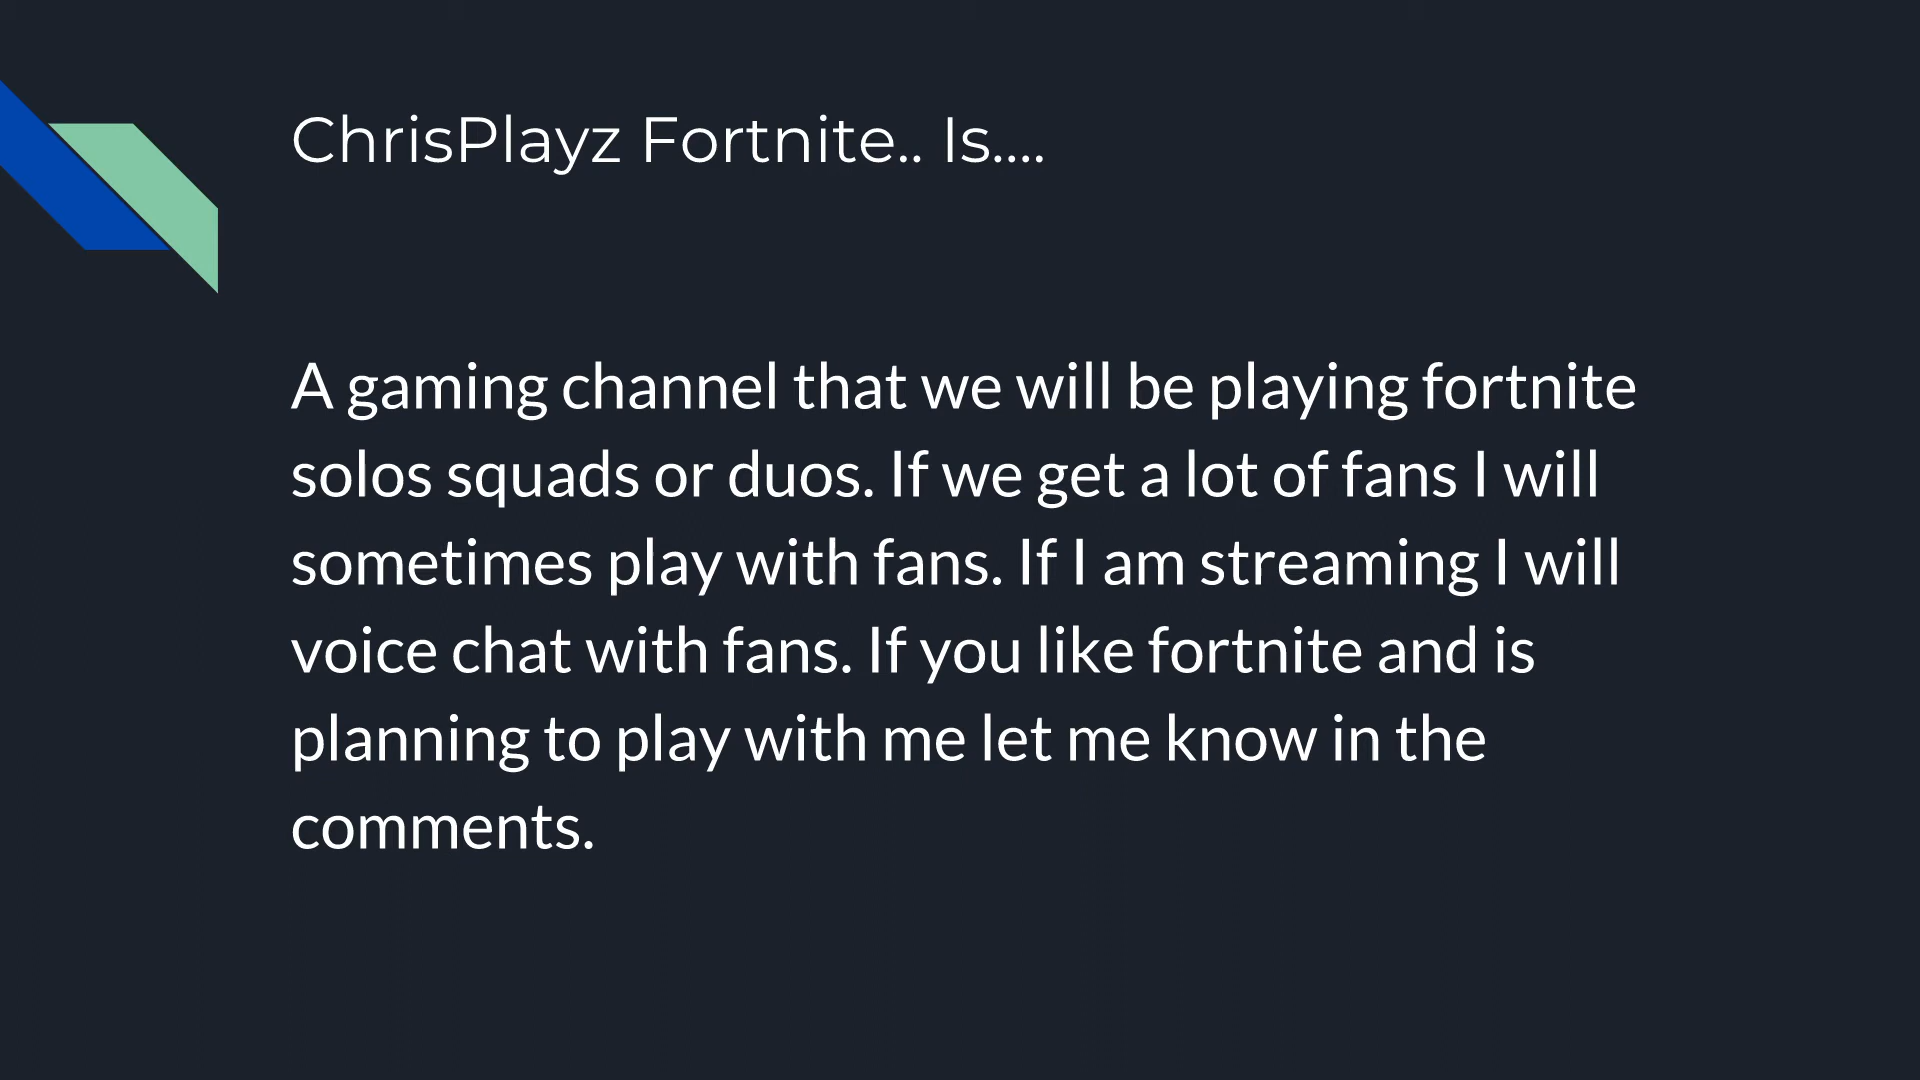 ChrisPlayz Fortnite.. Is....
A gaming channel that we will be playing fortnite
solos squads or duos. If we get a lot of fans I will
sometimes play with fans. If I am streaming I will
voice chat with fans. If you like fortnite and is
planning to play with me let me know in the
comments.